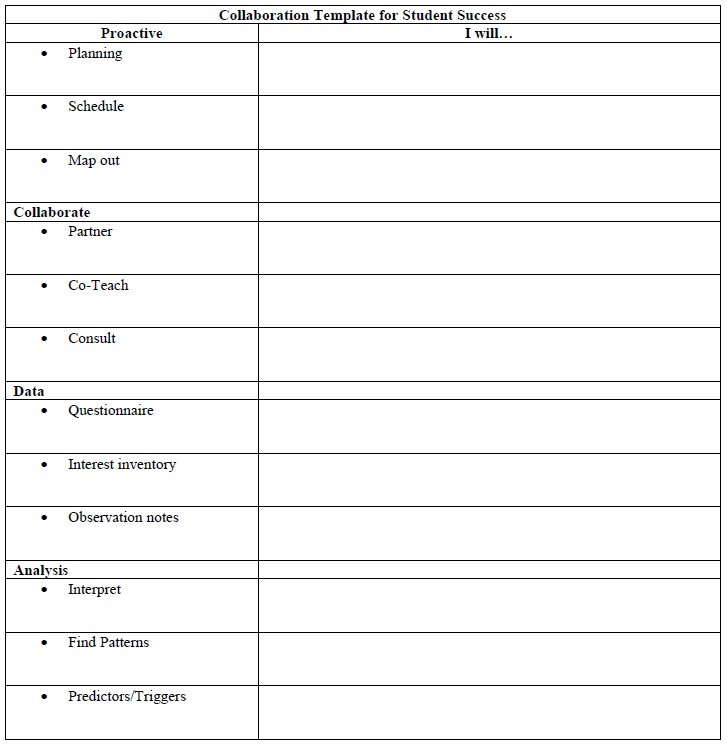 Collaboration Template for Student Success
Proactive I will…
• Planning
• Schedule
• Map out
Collaborate
• Partner
• Co-Teach
• Consult
Data
• Questionnaire
• Interest inventory
• Observation notes
Analysis
• Interpret
• Find Patterns
• Predictors/Triggers